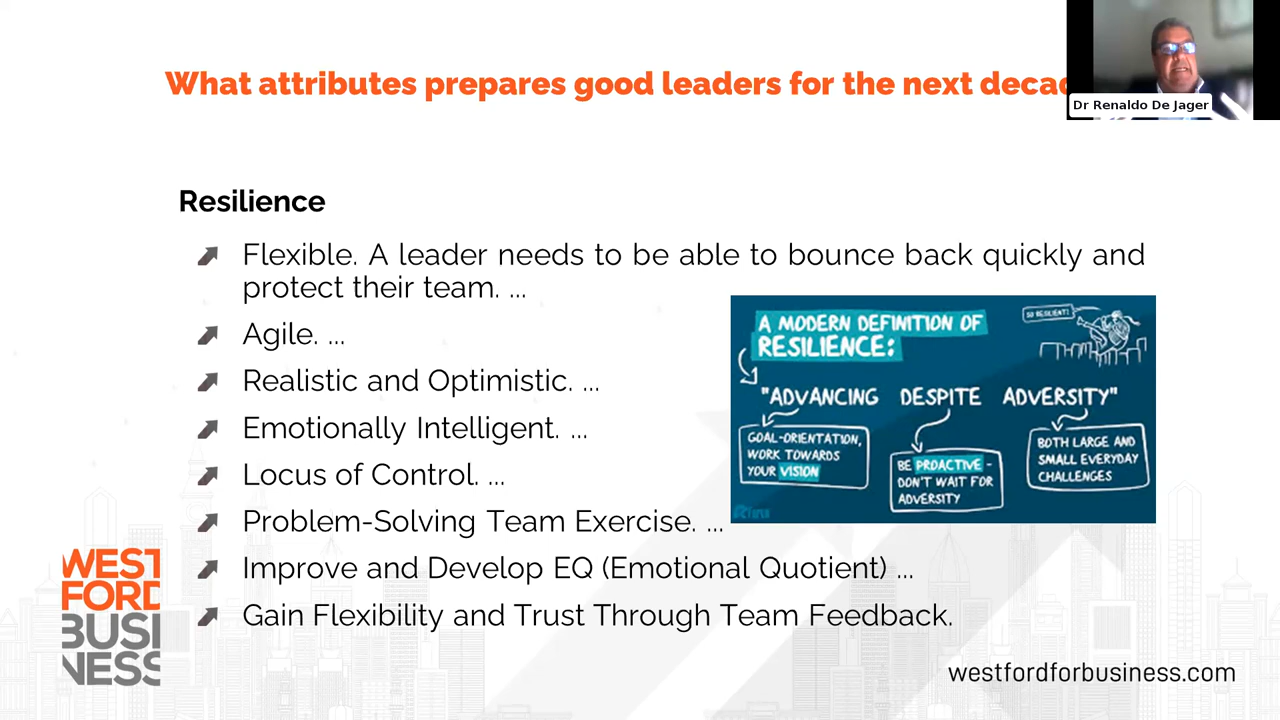 What attributes prepares good leaders for the next decad
Dr Renaldo De Jager
Resilience
Flexible. A leader needs to be able to bounce back quickly and
protect their team. ...
Agile. ...
Realistic and Optimistic. ...
Emotionally Intelligent. ...
Locus of Control. ...
Problem-Solving Team Exercise. ...
Improve and Develop EQ (Emotional Quotient) ...
Gain Flexibility and Trust Through Team Feedback.
A MODERN DEFINITION OF
RESILIENCE:
SO RESILIENT!
"ADVANCING DESPITE ADVERSITY"
GOAL-ORIENTATION,
WORK TOWARDS
YOUR VISION
BE PROACTIVE -
DON'T WAIT FOR
ADVERSITY
BOTH LARGE AND
SMALL EVERYDAY
CHALLENGES
WEST
FORD
BUSI
NESS
westfordforbusiness.com